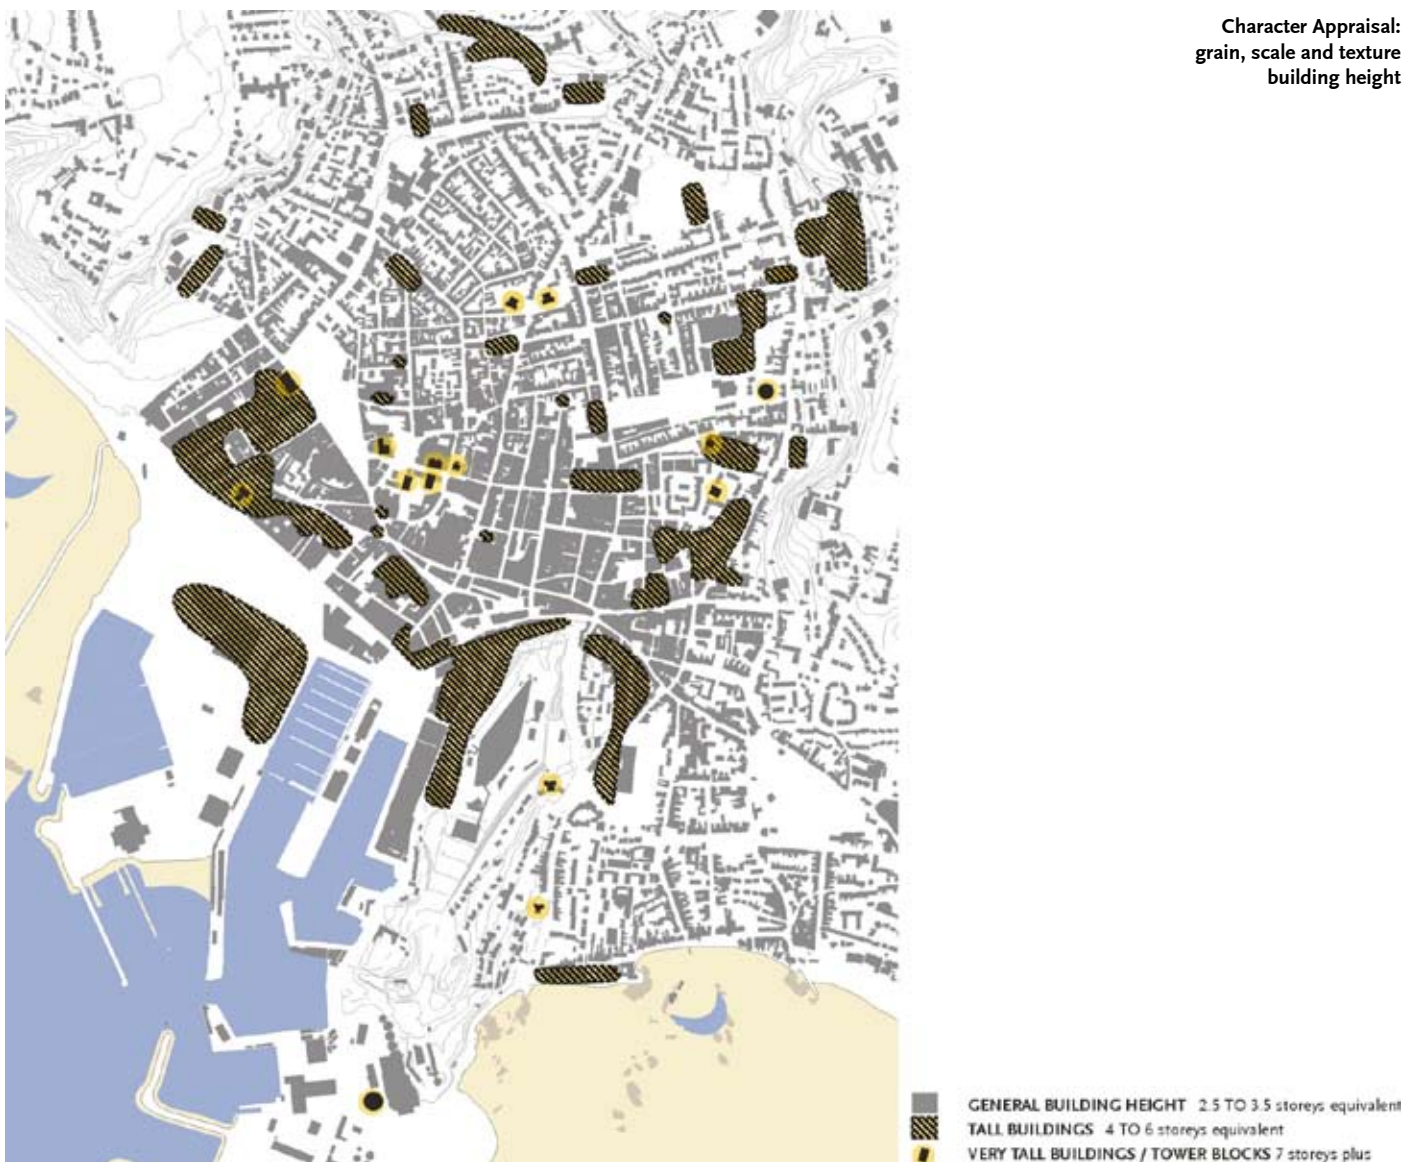 Character Appraisal:
grain, scale and texture
building height
GENERAL BUILDING HEIGHT 2.5 TO 3.5 storeys equivalent
TALL BUILDINGS 4 TO 6 storeys equivalent
VERY TALL BUILDINGS / TOWER BLOCKS 7 storeys plus